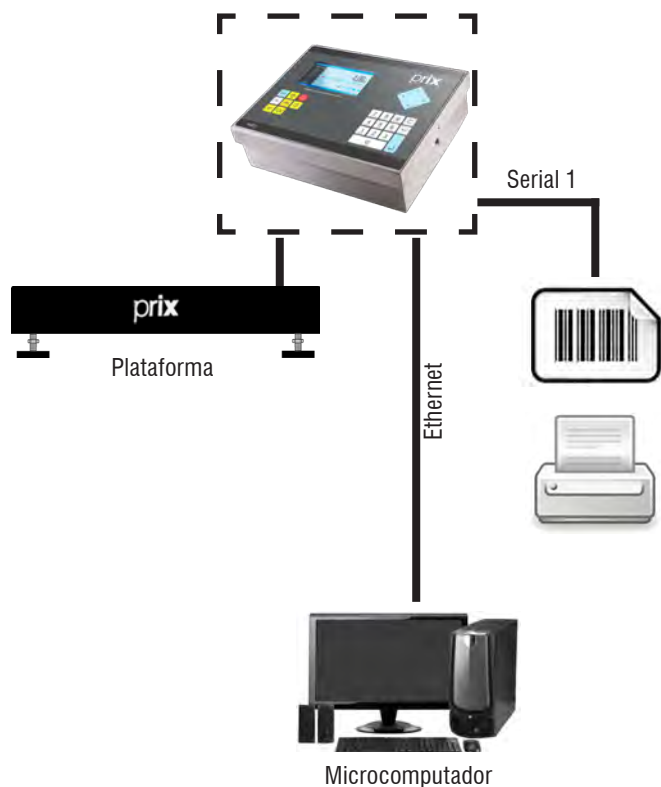 prix
Serial 1
prix
Plataforma
Ethernet
Microcomputador